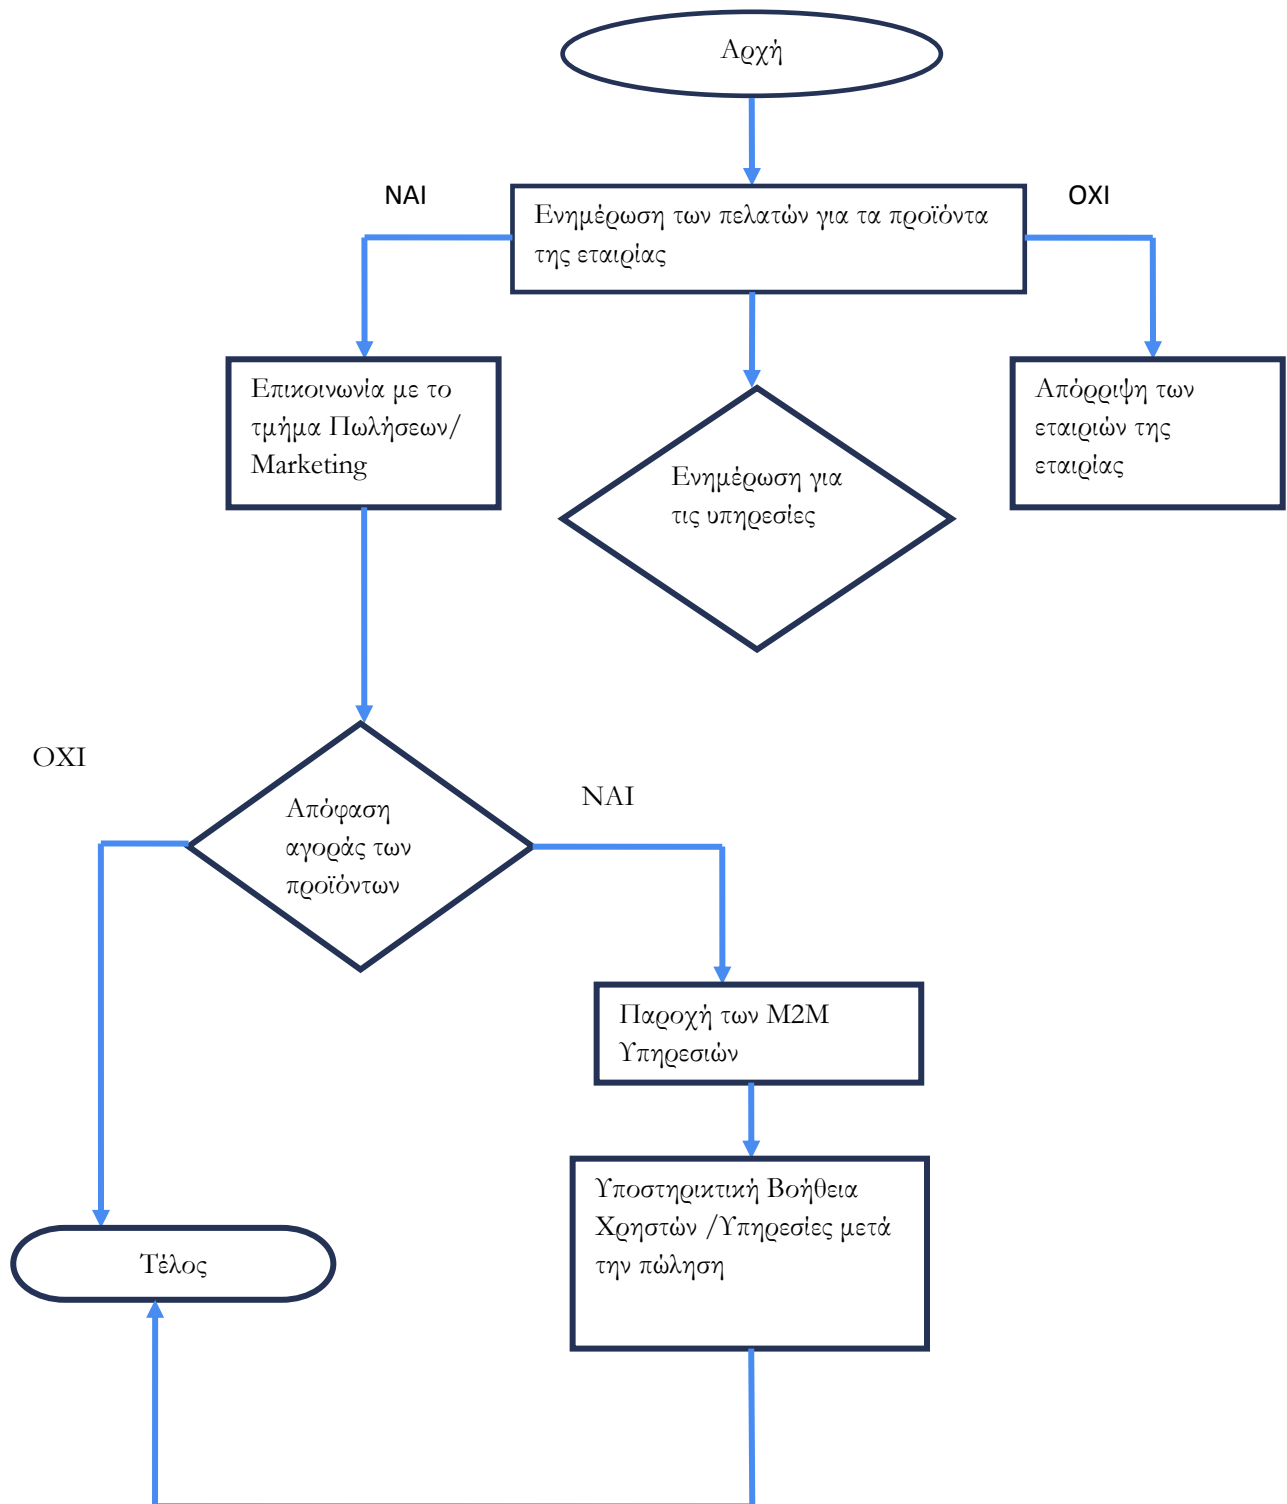 Αρχή
ΝΑΙ
ΟΧΙ
Ενημέρωση των πελατών για τα προϊόντα
της εταιρίας
Επικοινωνία με το
τμήμα Πωλήσεων/
Marketing
Ενημέρωση για
τις υπηρεσίες
Απόρριψη των
εταιριών της
εταιρίας
ΟΧΙ
ΝΑΙ
Απόφαση
αγοράς των
προϊόντων
Παροχή των M2M
Υπηρεσιών
Υποστηρικτική Βοήθεια
Χρηστών /Υπηρεσίες μετά
την πώληση
Τέλος